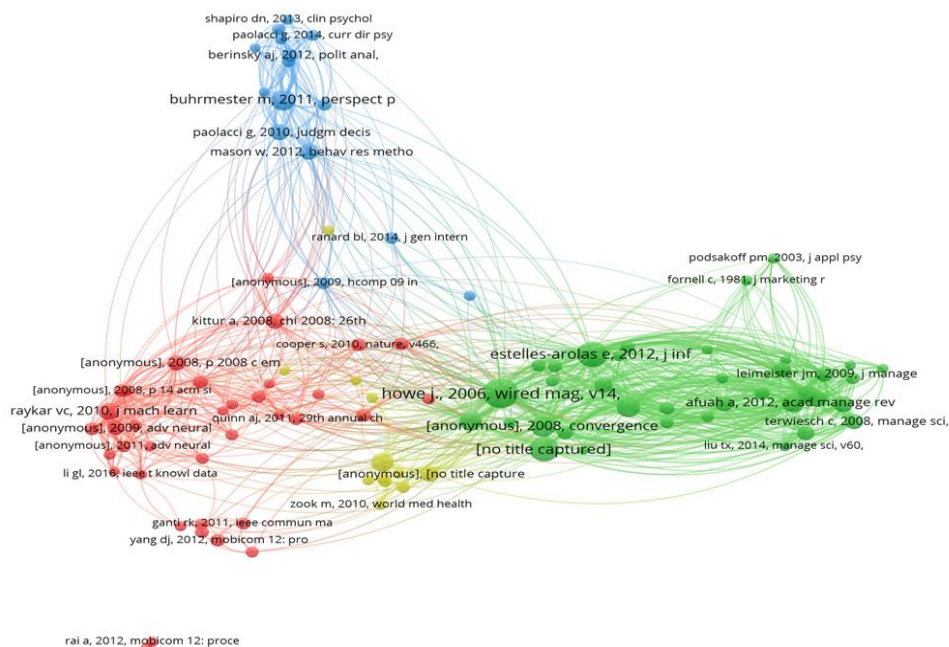 shapiro dn, 2013, clin psychol
paolacci g, 2014, curr dir psy
berinsky aj, 2012, polit anal,
buhrmester m, 2011, perspect p
paolacci g, 2010, judgm decis
mason w, 2012, behav res metho
ranard bl, 2014, j gen intern
podsakoff pm, 2003, j appl psy
fornell c, 1981, j marketing r
[anonymous], 2009, hcomp 09 in
kittur a, 2008, chi 2008: 26th
cooper s, 2010, nature, v466,
estelles-arolas e, 2012, j inf
[anonymous], 2008, p 2008 c em
leimeister jm, 2009, j manage
[anonymous], 2008, p 14 acm si
howe j., 2006, wired mag, v14,
afuah a, 2012, acad manage rev
raykar vc, 2010, j mach learn
quinn aj, 2011, 29th annual ch
terwiesch c, 2008, manage sci,
[anonymous], 2009, adv neural
[anonymous], 2008, convergence
[anonymous], 2011, adv neural
liu tx, 2014, manage sci, v60,
[no title captured]
li gl, 2016, ieee t knowl data
[anonymous], [no title capture
zook m, 2010, world med health
ganti rk, 2011, ieee commun ma
yang dj, 2012, mobicom 12: pro
rai a, 2012, mobicom 12: proce